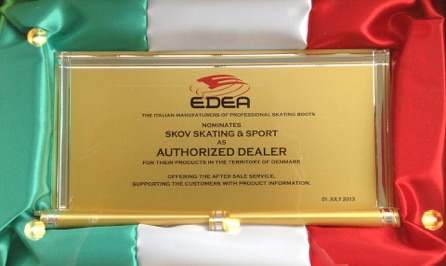 EDEA
THE ITALIAN MANUFATURERS OF PROFESSIONAL SKATING BOOTS
NOMINATES
SKOV SKATING & SPORT
AS
AUTHORIZED DEALER
FOR THEIR PRODUCTS IN THE TERRITORY OF DENMARK
OFFERING THE AFTER SALE SERVICE,
SUPPORTING THE CUSTOMERS WITH PRODUCT INFORMATION.
01 JULY 2013